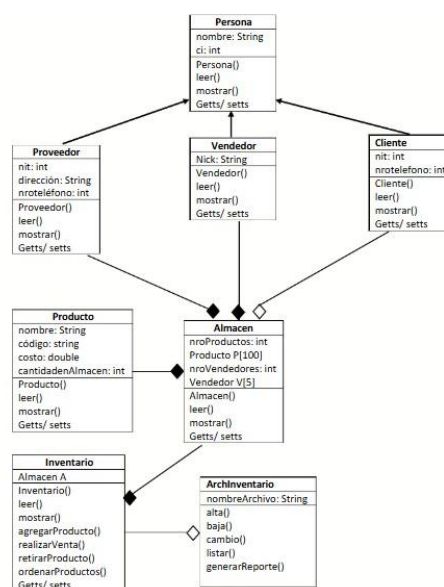 Persona
nombre: String
ci: int
Persona()
leer()
mostrar()
Getts/ setts
Proveedor
nit: int
dirección: String
nroteléfono: int
Proveedor()
leer()
mostrar()
Getts/ setts
Vendedor
Nick: String
Vendedor()
leer()
mostrar()
Getts/ setts
Cliente
nit: int
nrotelefono: int
Cliente()
leer()
mostrar()
Getts/ setts
Producto
nombre: String
código: string
costo: double
cantidadenAlmacen: int
Producto()
leer()
mostrar()
Getts/ setts
Almacen
nroProductos: int
Producto P[100]
nroVendedores: int
Vendedor V[5]
Almacen()
leer()
mostrar()
Getts/ setts
Inventario
Almacen A
Inventario()
leer()
mostrar()
agregarProducto()
realizarVenta()
retirarProducto()
ordenarProductos()
Getts/ setts
ArchInventario
nombreArchivo: String
alta()
baja()
cambio()
listar()
generarReporte()